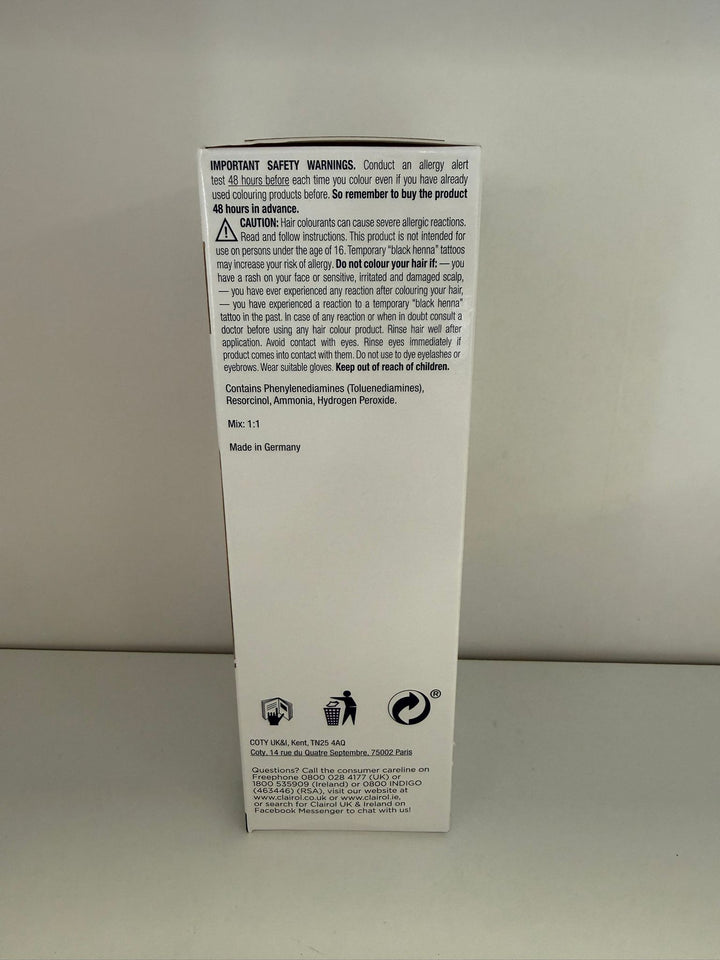 IMPORTANT SAFETY WARNINGS. Conduct an allergy alert
test 48 hours before each time you colour even if you have already
used colouring products before. So remember to buy the product
48 hours in advance.
CAUTION: Hair colourants can cause severe allergic reactions.
Read and follow instructions. This product is not intended for
use on persons under the age of 16. Temporary “black henna” tattoos
may increase your risk of allergy. Do not colour your hair if: — you
have a rash on your face or sensitive, irritated and damaged scalp,
— you have ever experienced any reaction after colouring your hair,
— you have experienced a reaction to a temporary “black henna”
tattoo in the past. In case of any reaction or when in doubt consult a
doctor before using any hair colour product. Rinse hair well after
application. Avoid contact with eyes. Rinse eyes immediately if
product comes into contact with them. Do not use to dye eyelashes or
eyebrows. Wear suitable gloves. Keep out of reach of children.
Contains Phenylenediamines (Toluenediamines),
Resorcinol, Ammonia, Hydrogen Peroxide.
Mix: 1:1
Made in Germany
®
COTY UK&I, Kent, TN25 4AQ
Coty, 14 rue du Quatre Septembre, 75002 Paris
Questions? Call the consumer careline on
Freephone 0800 028 4177 (UK) or
1800 535909 (Ireland) or 0800 INDIGO
(463446) (RSA), visit our website at
www.clairol.co.uk or www.clairol.ie,
or search for Clairol UK & Ireland on
Facebook Messenger to chat with us!